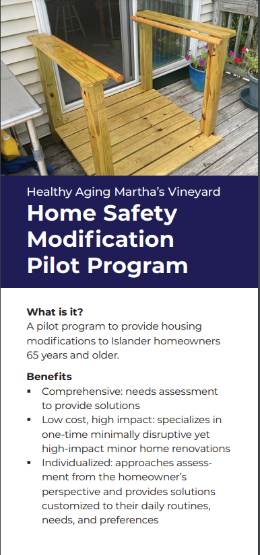 Healthy Aging Martha's Vineyard
Home Safety
Modification
Pilot Program
What is it?
A pilot program to provide housing
modifications to Islander homeowners
65 years and older.
Benefits
▪ Comprehensive: needs assessment
to provide solutions
▪ Low cost, high impact: specializes in
one-time minimally disruptive yet
high-impact minor home renovations
▪ Individualized: approaches assess-
ment from the homeowner's
perspective and provides solutions
customized to their daily routines,
needs, and preferences